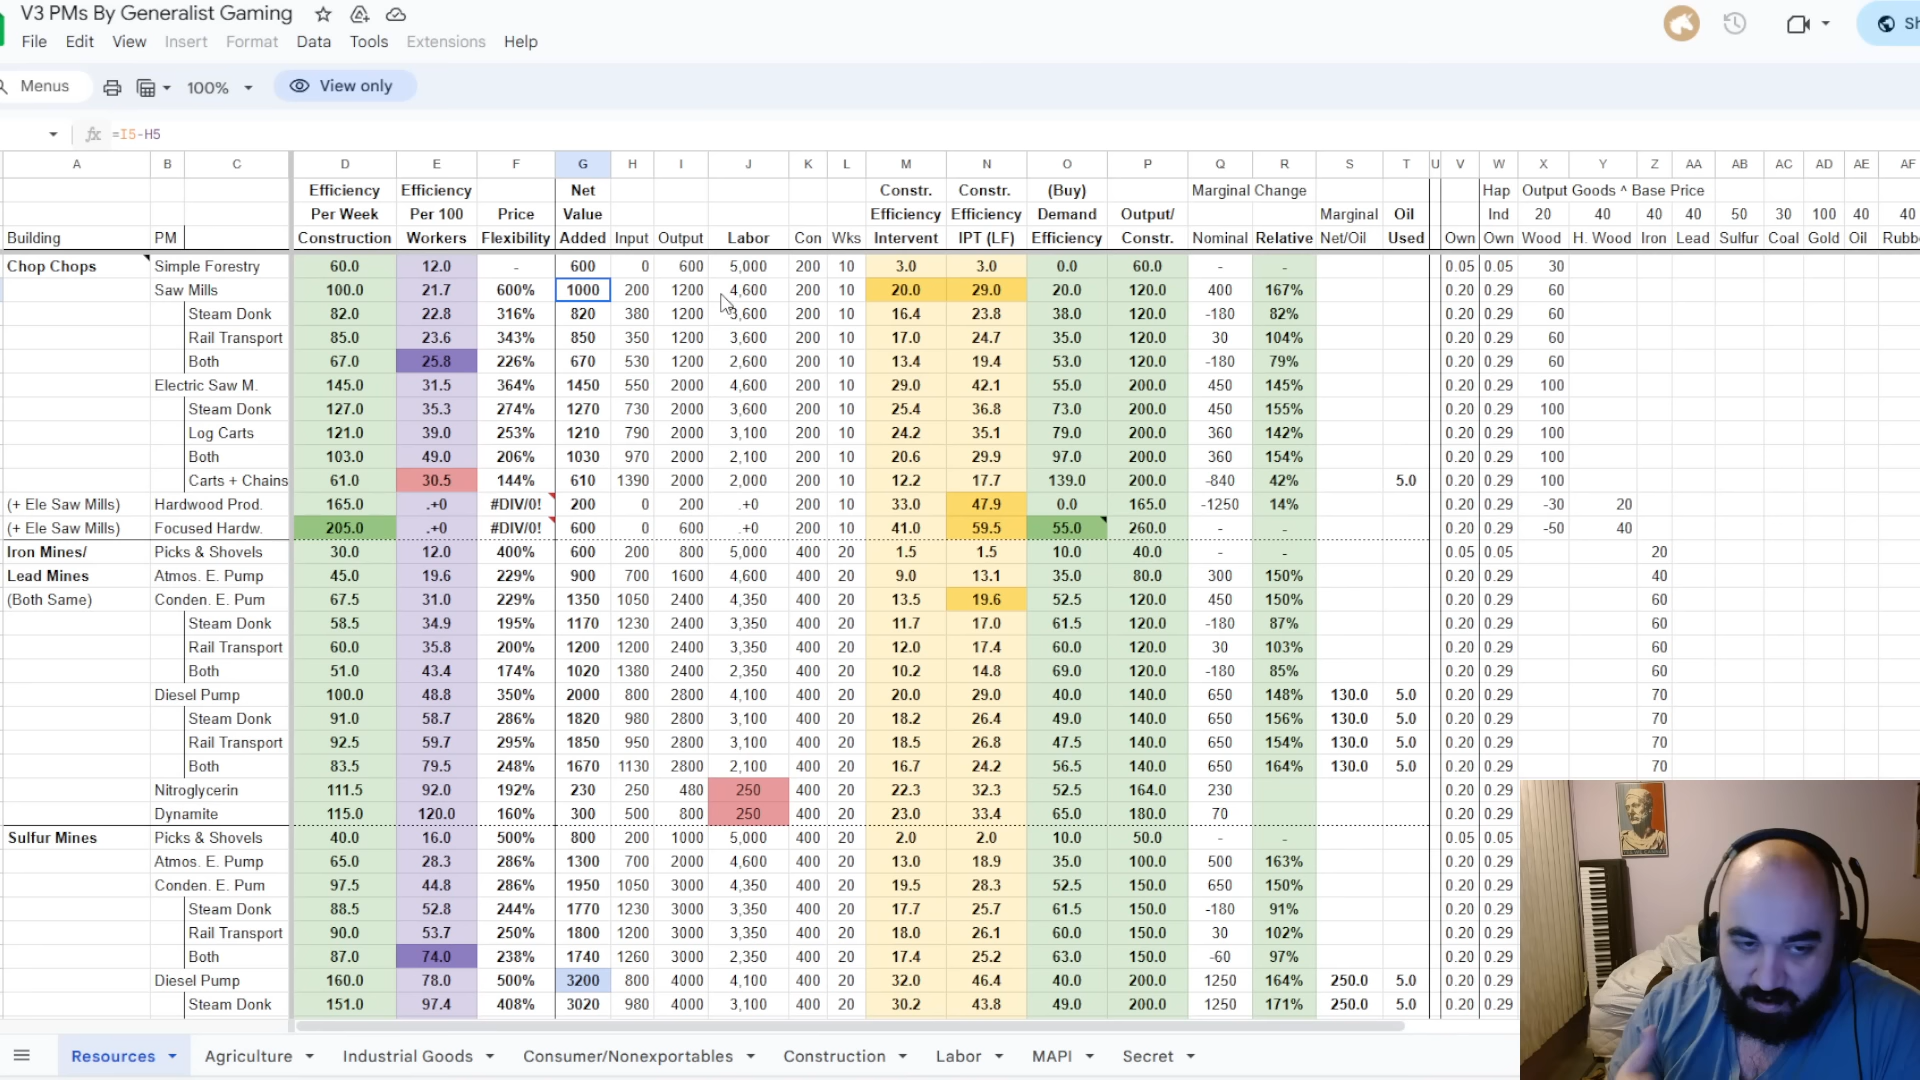 V3 PMs By Generalist Gaming
File Edit View Insert Format Data Tools Extensions Help
Menus 100% View only
fx =I5-H5
A B C D E F G H I J K L M N O P Q R S T U V W X Y Z AA AB AC AD AE AF
Efficiency Efficiency Net Constr. Constr. (Buy) Marginal Change Hap Output Goods ^ Base Price
Per Week Per 100 Price Value Efficiency Efficiency Demand Output/ Marginal Oil Ind 20 40 40 40 50 30 100 40 40
Building PM Construction Workers Flexibility Added Input Output Labor Con Wks Intervent IPT (LF) Efficiency Constr. Nominal Relative Net/Oil Used Own Own Wood H. Wood Iron Lead Sulfur Coal Gold Oil Rubb
Chop Chops Simple Forestry 60.0 12.0 - 600 0 600 5,000 200 10 3.0 3.0 0.0 60.0 - - 0.05 0.05 30
Saw Mills 100.0 21.7 600% 1000 200 1200 4,600 200 10 20.0 29.0 20.0 120.0 400 167% 0.20 0.29 60
Steam Donk 82.0 22.8 316% 820 380 1200 3,600 200 10 16.4 23.8 38.0 120.0 -180 82% 0.20 0.29 60
Rail Transport 85.0 23.6 343% 850 350 1200 3,600 200 10 17.0 24.7 35.0 120.0 30 104% 0.20 0.29 60
Both 67.0 25.8 226% 670 530 1200 2,600 200 10 13.4 19.4 53.0 120.0 -180 79% 0.20 0.29 60
Electric Saw M. 145.0 31.5 364% 1450 550 2000 4,600 200 10 29.0 42.1 55.0 200.0 450 145% 0.20 0.29 100
Steam Donk 127.0 35.3 274% 1270 730 2000 3,600 200 10 25.4 36.8 73.0 200.0 450 155% 0.20 0.29 100
Log Carts 121.0 39.0 253% 1210 790 2000 3,100 200 10 24.2 35.1 79.0 200.0 360 142% 0.20 0.29 100
Both 103.0 49.0 206% 1030 970 2000 2,100 200 10 20.6 29.9 97.0 200.0 360 154% 0.20 0.29 100
Carts + Chains 61.0 30.5 144% 610 1390 2000 2,000 200 10 12.2 17.7 139.0 200.0 -840 42% 5.0 0.20 0.29 100
(+ Ele Saw Mills) Hardwood Prod. 165.0 .+0 #DIV/0! 200 0 200 .+0 200 10 33.0 47.9 0.0 165.0 -1250 14% 0.20 0.29 -30 20
(+ Ele Saw Mills) Focused Hardw. 205.0 .+0 #DIV/0! 600 0 600 .+0 200 10 41.0 59.5 55.0 260.0 - - 0.20 0.29 -50 40
Iron Mines/ Picks & Shovels 30.0 12.0 400% 600 200 800 5,000 400 20 1.5 1.5 10.0 40.0 - - 0.05 0.05 20
Lead Mines Atmos. E. Pump 45.0 19.6 229% 900 700 1600 4,600 400 20 9.0 13.1 35.0 80.0 300 150% 0.20 0.29 40
(Both Same) Conden. E. Pum 67.5 31.0 229% 1350 1050 2400 4,350 400 20 13.5 19.6 52.5 120.0 450 150% 0.20 0.29 60
Steam Donk 58.5 34.9 195% 1170 1230 2400 3,350 400 20 11.7 17.0 61.5 120.0 -180 87% 0.20 0.29 60
Rail Transport 60.0 35.8 200% 1200 1200 2400 3,350 400 20 12.0 17.4 60.0 120.0 30 103% 0.20 0.29 60
Both 51.0 43.4 174% 1020 1380 2400 2,350 400 20 10.2 14.8 69.0 120.0 -180 85% 0.20 0.29 60
Diesel Pump 100.0 48.8 350% 2000 800 2800 4,100 400 20 20.0 29.0 40.0 140.0 650 148% 130.0 5.0 0.20 0.29 70
Steam Donk 91.0 58.7 286% 1820 980 2800 3,100 400 20 18.2 26.4 49.0 140.0 650 156% 130.0 5.0 0.20 0.29 70
Rail Transport 92.5 59.7 295% 1850 950 2800 3,100 400 20 18.5 26.8 47.5 140.0 650 154% 130.0 5.0 0.20 0.29 70
Both 83.5 79.5 248% 1670 1130 2800 2,100 400 20 16.7 24.2 56.5 140.0 650 164% 130.0 5.0 0.20 0.29 70
Nitroglycerin 111.5 92.0 192% 230 250 480 250 400 20 22.3 32.3 52.5 164.0 230 0.20 0.29
Dynamite 115.0 120.0 160% 300 500 800 250 400 20 23.0 33.4 65.0 180.0 70 0.20 0.29
Sulfur Mines Picks & Shovels 40.0 16.0 500% 800 200 1000 5,000 400 20 2.0 2.0 10.0 50.0 - - 0.05 0.05
Atmos. E. Pump 65.0 28.3 286% 1300 700 2000 4,600 400 20 13.0 18.9 35.0 100.0 500 163% 0.20 0.29
Conden. E. Pum 97.5 44.8 286% 1950 1050 3000 4,350 400 20 19.5 28.3 52.5 150.0 650 150% 0.20 0.29
Steam Donk 88.5 52.8 244% 1770 1230 3000 3,350 400 20 17.7 25.7 61.5 150.0 -180 91% 0.20 0.29
Rail Transport 90.0 53.7 250% 1800 1200 3000 3,350 400 20 18.0 26.1 60.0 150.0 30 102% 0.20 0.29
Both 87.0 74.0 238% 1740 1260 3000 2,350 400 20 17.4 25.2 63.0 150.0 -60 97% 0.20 0.29
Diesel Pump 160.0 78.0 500% 3200 800 4000 4,100 400 20 32.0 46.4 40.0 200.0 1250 164% 250.0 5.0 0.20 0.29
Steam Donk 151.0 97.4 408% 3020 980 4000 3,100 400 20 30.2 43.8 49.0 200.0 1250 171% 250.0 5.0 0.20 0.29
Resources Agriculture Industrial Goods Consumer/Nonexportables Construction Labor MAPI Secret